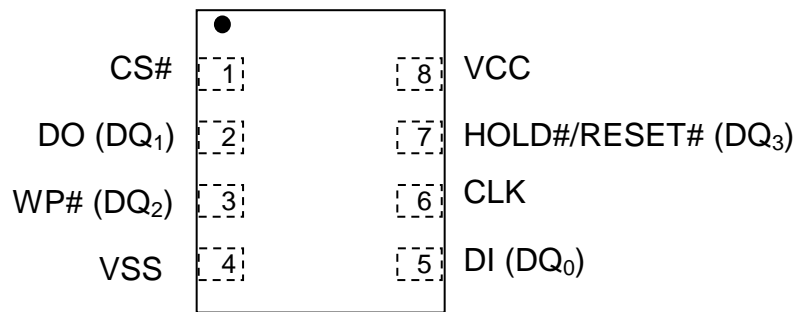 CS# 1 8 VCC
DO (DQ₁) 2 7 HOLD#/RESET# (DQ₃)
WP# (DQ₂) 3 6 CLK
VSS 4 5 DI (DQ₀)